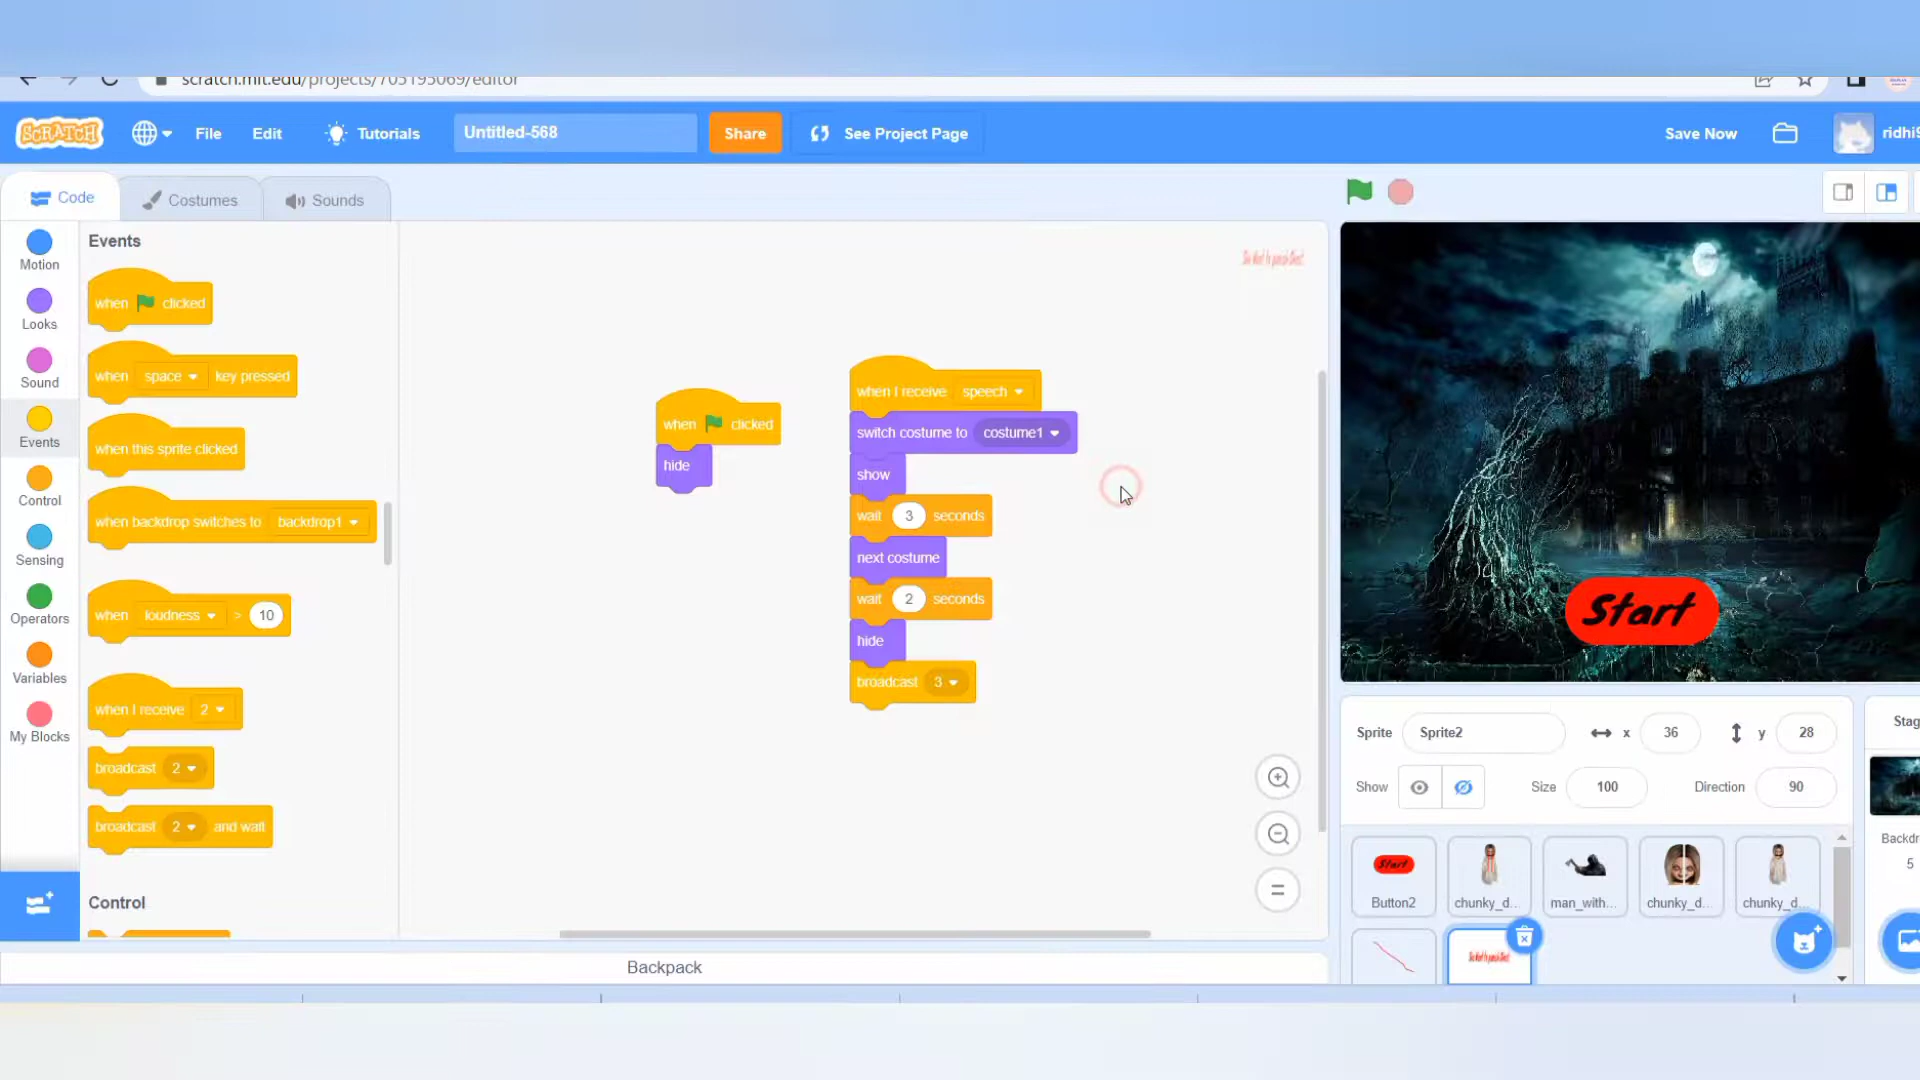 scratch.mit.edu/projects/705195069/editor
SCRATCH
File
Edit
Tutorials
Untitled-568
Share
See Project Page
Save Now
ridhi9
Code
Costumes
Sounds
Motion
Looks
Sound
Events
Control
Sensing
Operators
Variables
My Blocks
Events
when clicked
when space key pressed
when this sprite clicked
when backdrop switches to backdrop1
when loudness > 10
when I receive 2
broadcast 2
broadcast 2 and wait
Control
when clicked
hide
when I receive speech
switch costume to costume1
show
wait 3 seconds
next costume
wait 2 seconds
hide
broadcast 3
Start
Sprite
Sprite2
x
36
y
28
Show
Size
100
Direction
90
Stag
Backdr
5
Start
Button2
chunky_d...
man_with...
chunky_d...
chunky_d...
Backpack